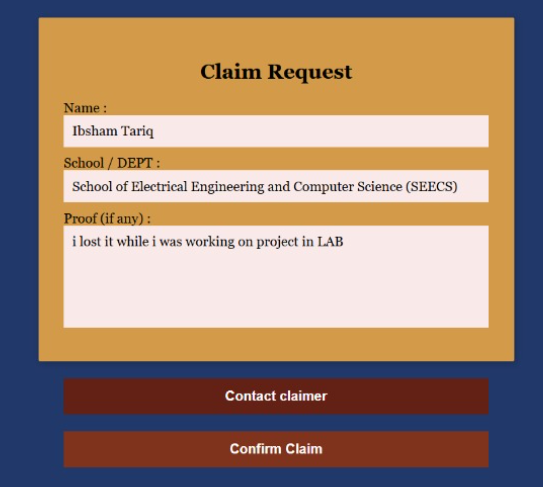 Claim Request
Name :
Ibsham Tariq
School / DEPT :
School of Electrical Engineering and Computer Science (SEECS)
Proof (if any) :
i lost it while i was working on project in LAB
Contact claimer
Confirm Claim